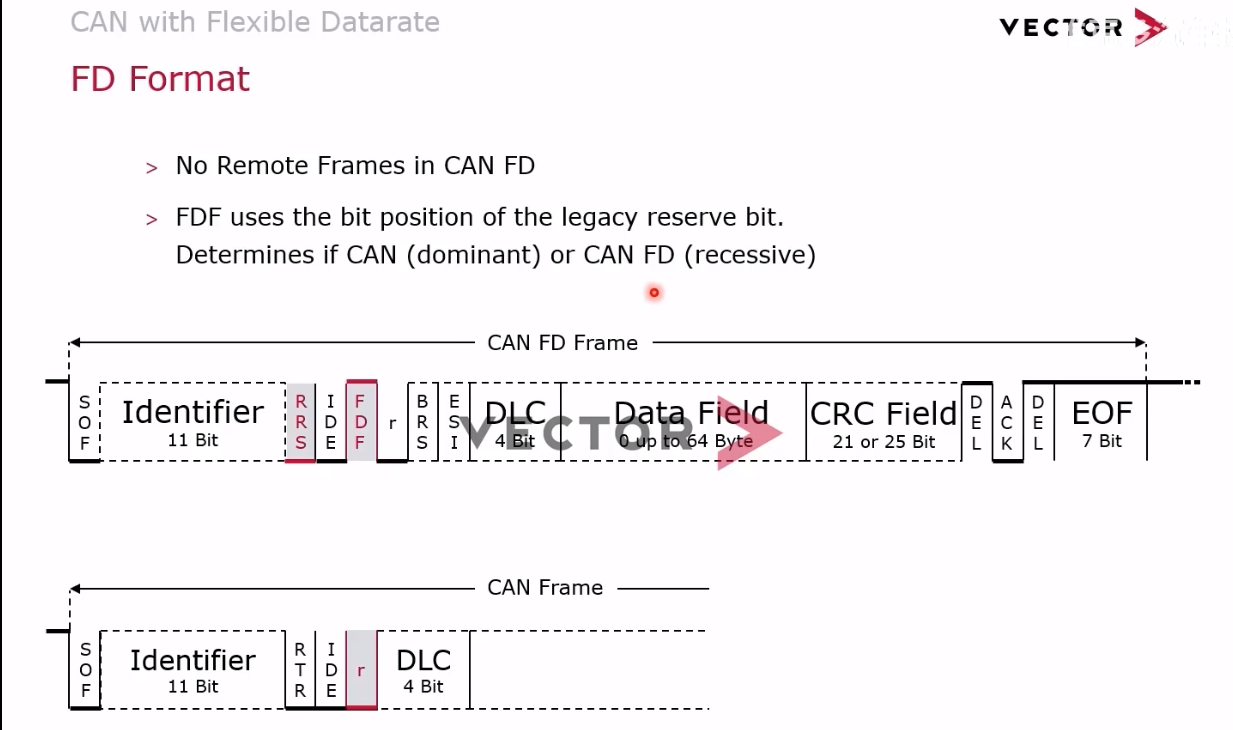 CAN with Flexible Datarate
VECTOR
FD Format
> No Remote Frames in CAN FD
> FDF uses the bit position of the legacy reserve bit.
Determines if CAN (dominant) or CAN FD (recessive)
CAN FD Frame
SOF Identifier RRS IDE FDF r BRS ESI DLC Data Field CRC Field DEL ACK DEL EOF
11 Bit 4 Bit 0 up to 64 Byte 21 or 25 Bit 7 Bit
VECTOR
CAN Frame
SOF Identifier RTR IDE r DLC
11 Bit 4 Bit